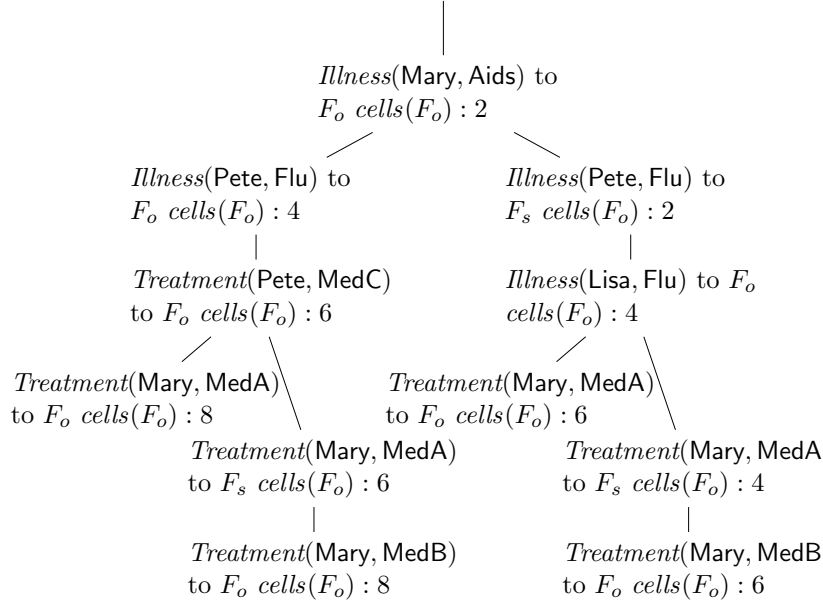 Illness(Mary, Aids) to
F_o cells(F_o) : 2
Illness(Pete, Flu) to
F_o cells(F_o) : 4
Illness(Pete, Flu) to
F_s cells(F_o) : 2
Treatment(Pete, MedC)
to F_o cells(F_o) : 6
Illness(Lisa, Flu) to F_o
cells(F_o) : 4
Treatment(Mary, MedA)
to F_o cells(F_o) : 8
Treatment(Mary, MedA)
to F_o cells(F_o) : 6
Treatment(Mary, MedA)
to F_s cells(F_o) : 6
Treatment(Mary, MedA
to F_s cells(F_o) : 4
Treatment(Mary, MedB)
to F_o cells(F_o) : 8
Treatment(Mary, MedB
to F_o cells(F_o) : 6